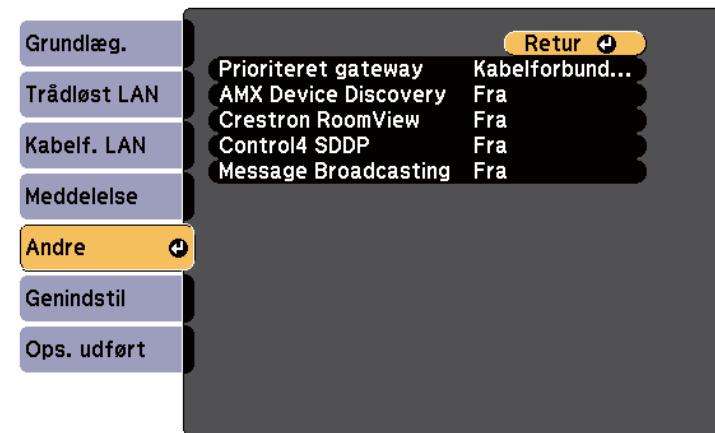 Grundlæg.
Trådløst LAN
Kabelf. LAN
Meddelelse
Andre
Genindstil
Ops. udført
Retur
Prioriteret gateway Kabelforbund...
AMX Device Discovery Fra
Crestron RoomView Fra
Control4 SDDP Fra
Message Broadcasting Fra